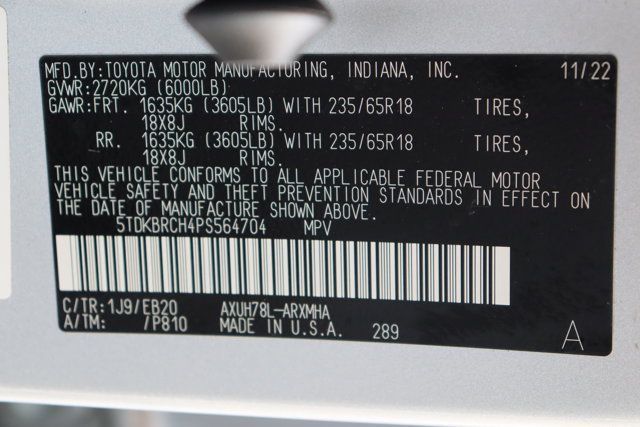 MFD.BY:TOYOTA MOTOR MANUFACTURING, INDIANA, INC. 11/22
GVWR:2720KG (6000LB)
GAWR:FRT. 1635KG (3605LB) WITH 235/65R18 TIRES,
18X8J RIMS.
RR. 1635KG (3605LB) WITH 235/65R18 TIRES,
18X8J RIMS.
THIS VEHICLE CONFORMS TO ALL APPLICABLE FEDERAL MOTOR
VEHICLE SAFETY AND THEFT PREVENTION STANDARDS IN EFFECT ON
THE DATE OF MANUFACTURE SHOWN ABOVE.
5TDKBRCH4PS564704 MPV
C/TR:1J9/EB20 AXUH78L-ARXMHA
A/TM: /P810 MADE IN U.S.A. 289 A